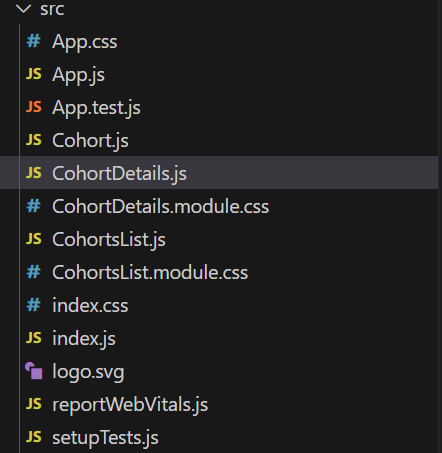 src
# App.css
JS App.js
JS App.test.js
JS Cohort.js
JS CohortDetails.js
# CohortDetails.module.css
JS CohortsList.js
# CohortsList.module.css
# index.css
JS index.js
logo.svg
JS reportWebVitals.js
JS setupTests.js